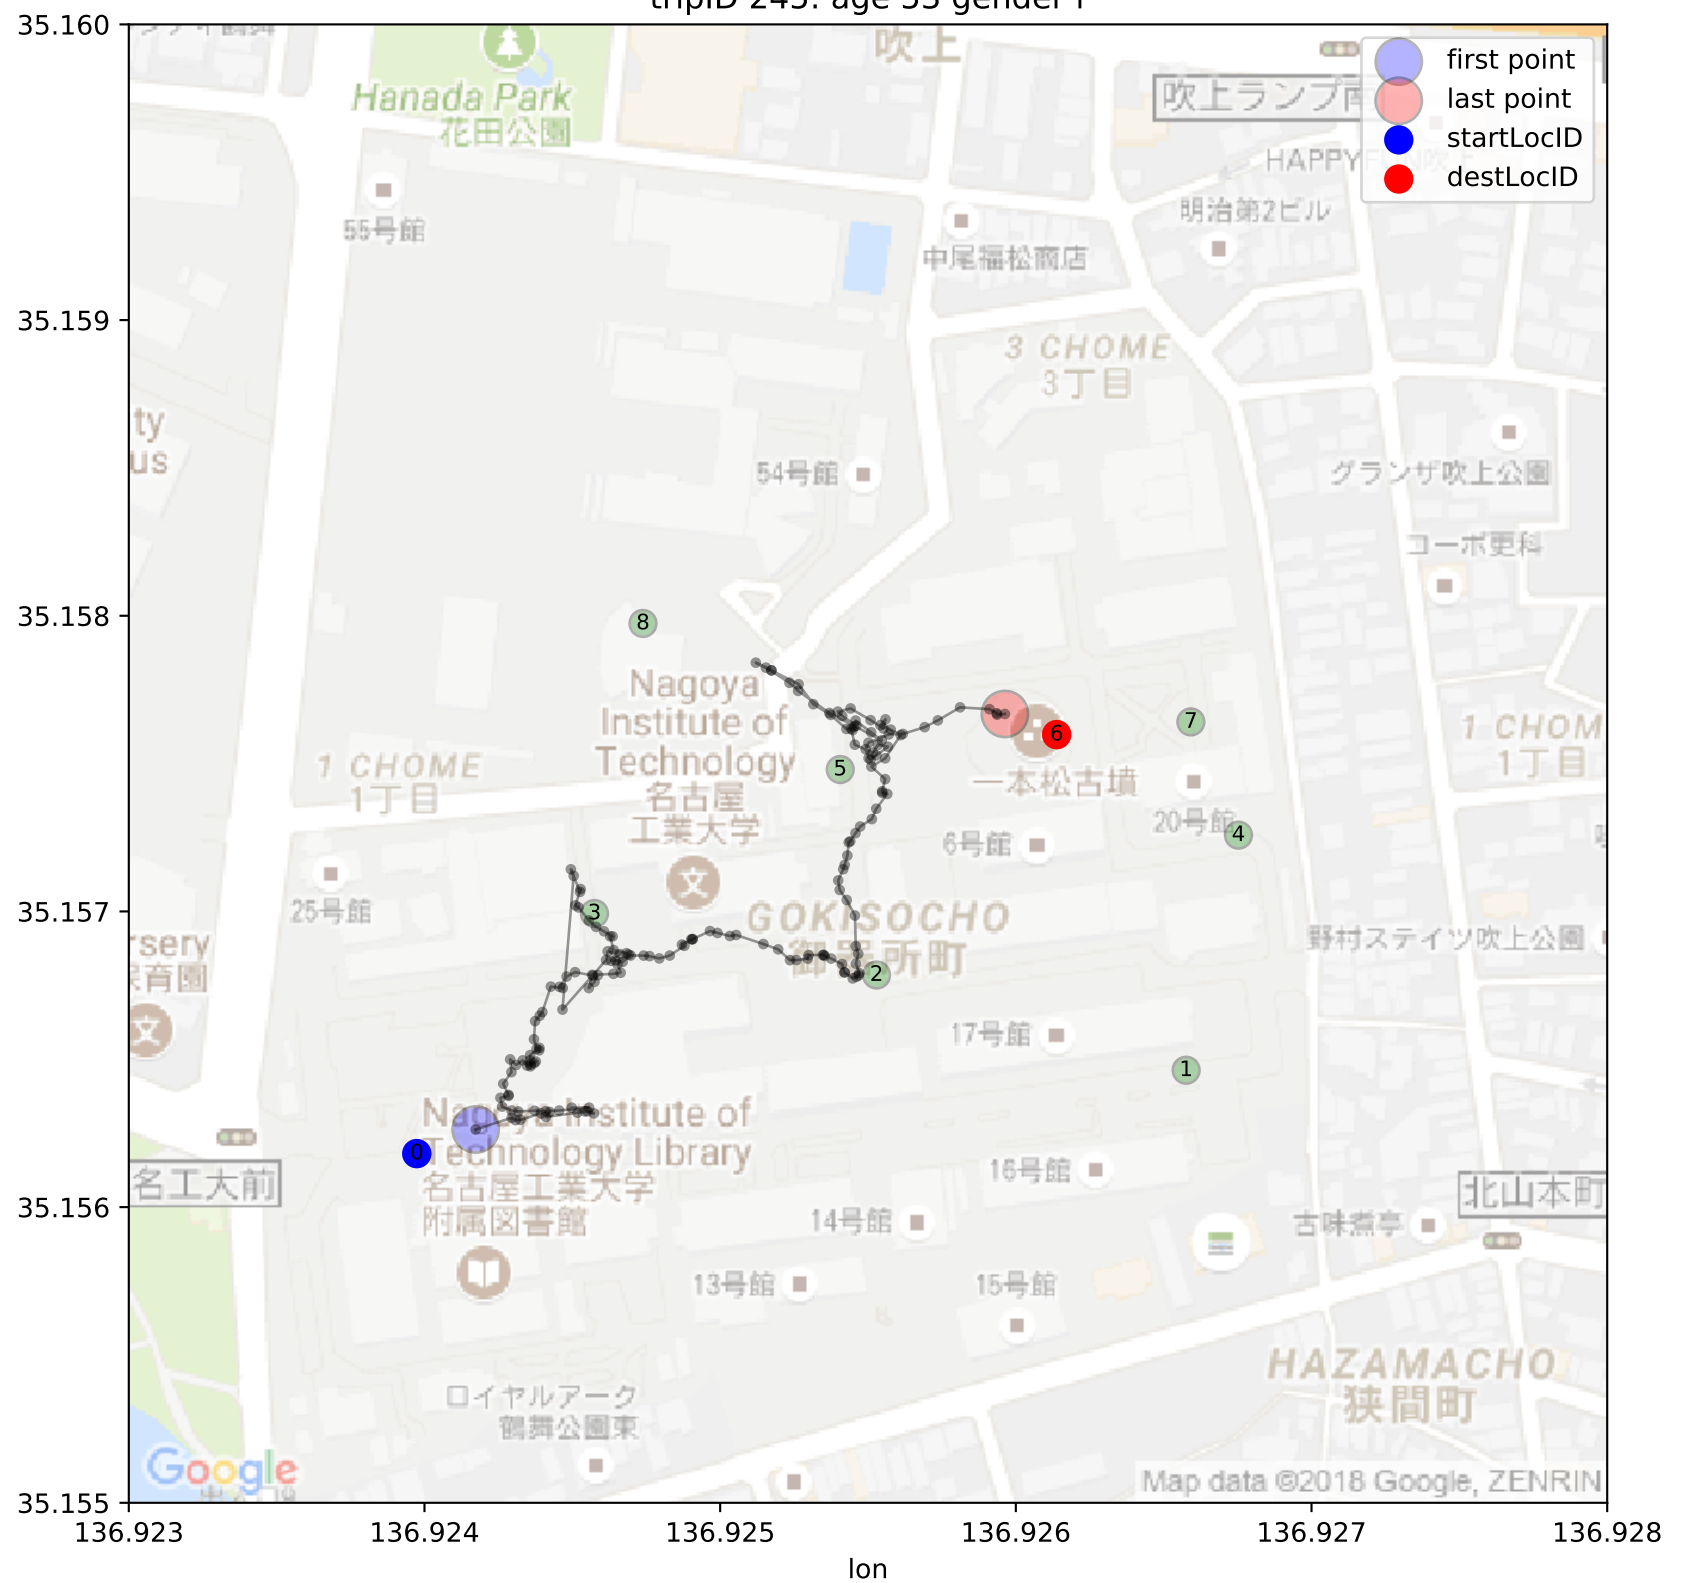 35.160
吹上
first point
last point
startLocID
destLocID
Hanada Park
花田公園
HAPPY
55号館
明治第2ビル
中尾福松商店
35.159
3 CHOME
3丁目
ty
us
54号館
グランザ吹上公園
コーポ更科
35.158
8
Nagoya
Institute of
Technology
名古屋
工業大学
7
6
1 CHOME
1丁目
5
一本松古墳
1 CHOM
1丁目
20号館
4
6号館
25号館
35.157
3
GOKISOCHO
御器所町
2
野村ステイツ吹上公園
rsery
保育園
17号館
1
Nagoya Institute of
Technology Library
名古屋工業大学
附属図書館
0
名工大前
16号館
北山本町
35.156
14号館
古味煮亭
13号館
15号館
HAZAMACHO
狭間町
ロイヤルアーク
鶴舞公園東
Google
Map data ©2018 Google, ZENRIN
35.155
136.923
136.924
136.925
136.926
136.927
136.928
lon